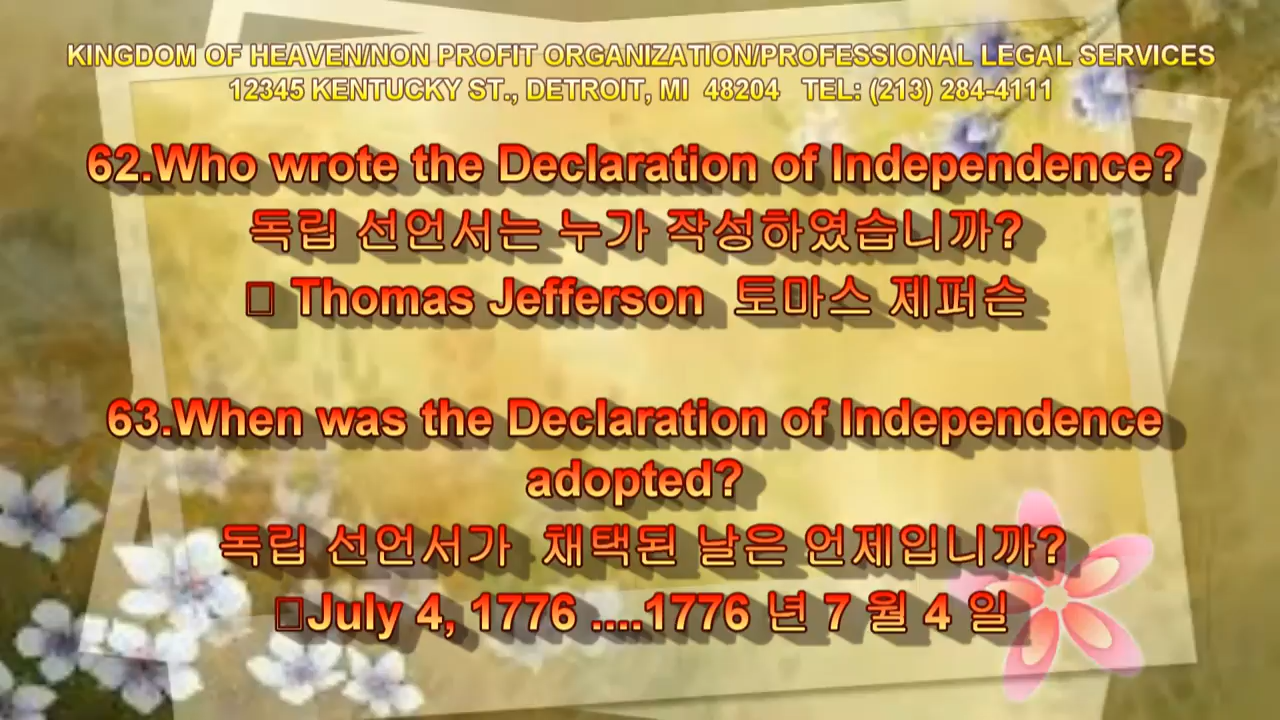 KINGDOM OF HEAVEN/NON PROFIT ORGANIZATION/PROFESSIONAL LEGAL SERVICES
12345 KENTUCKY ST., DETROIT, MI 48204 TEL: (213) 284-4111
62.Who wrote the Declaration of Independence?
독립 선언서는 누가 작성하였습니까?
□ Thomas Jefferson 토마스 제퍼슨
63.When was the Declaration of Independence
adopted?
독립 선언서가 채택된 날은 언제입니까?
□July 4, 1776 ....1776 년 7 월 4 일